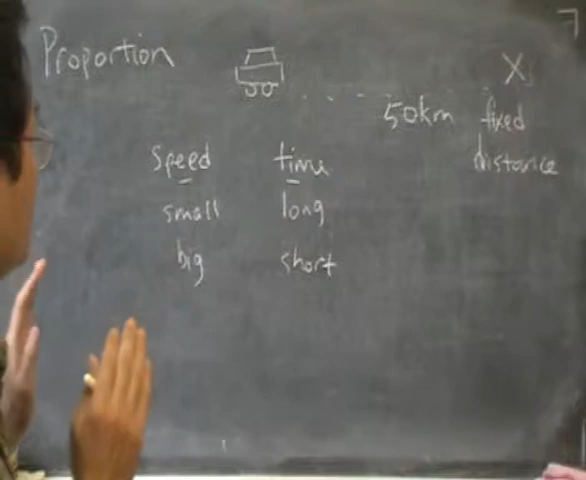 Proportion
X
50km fixed
distance
speed time
small long
big short